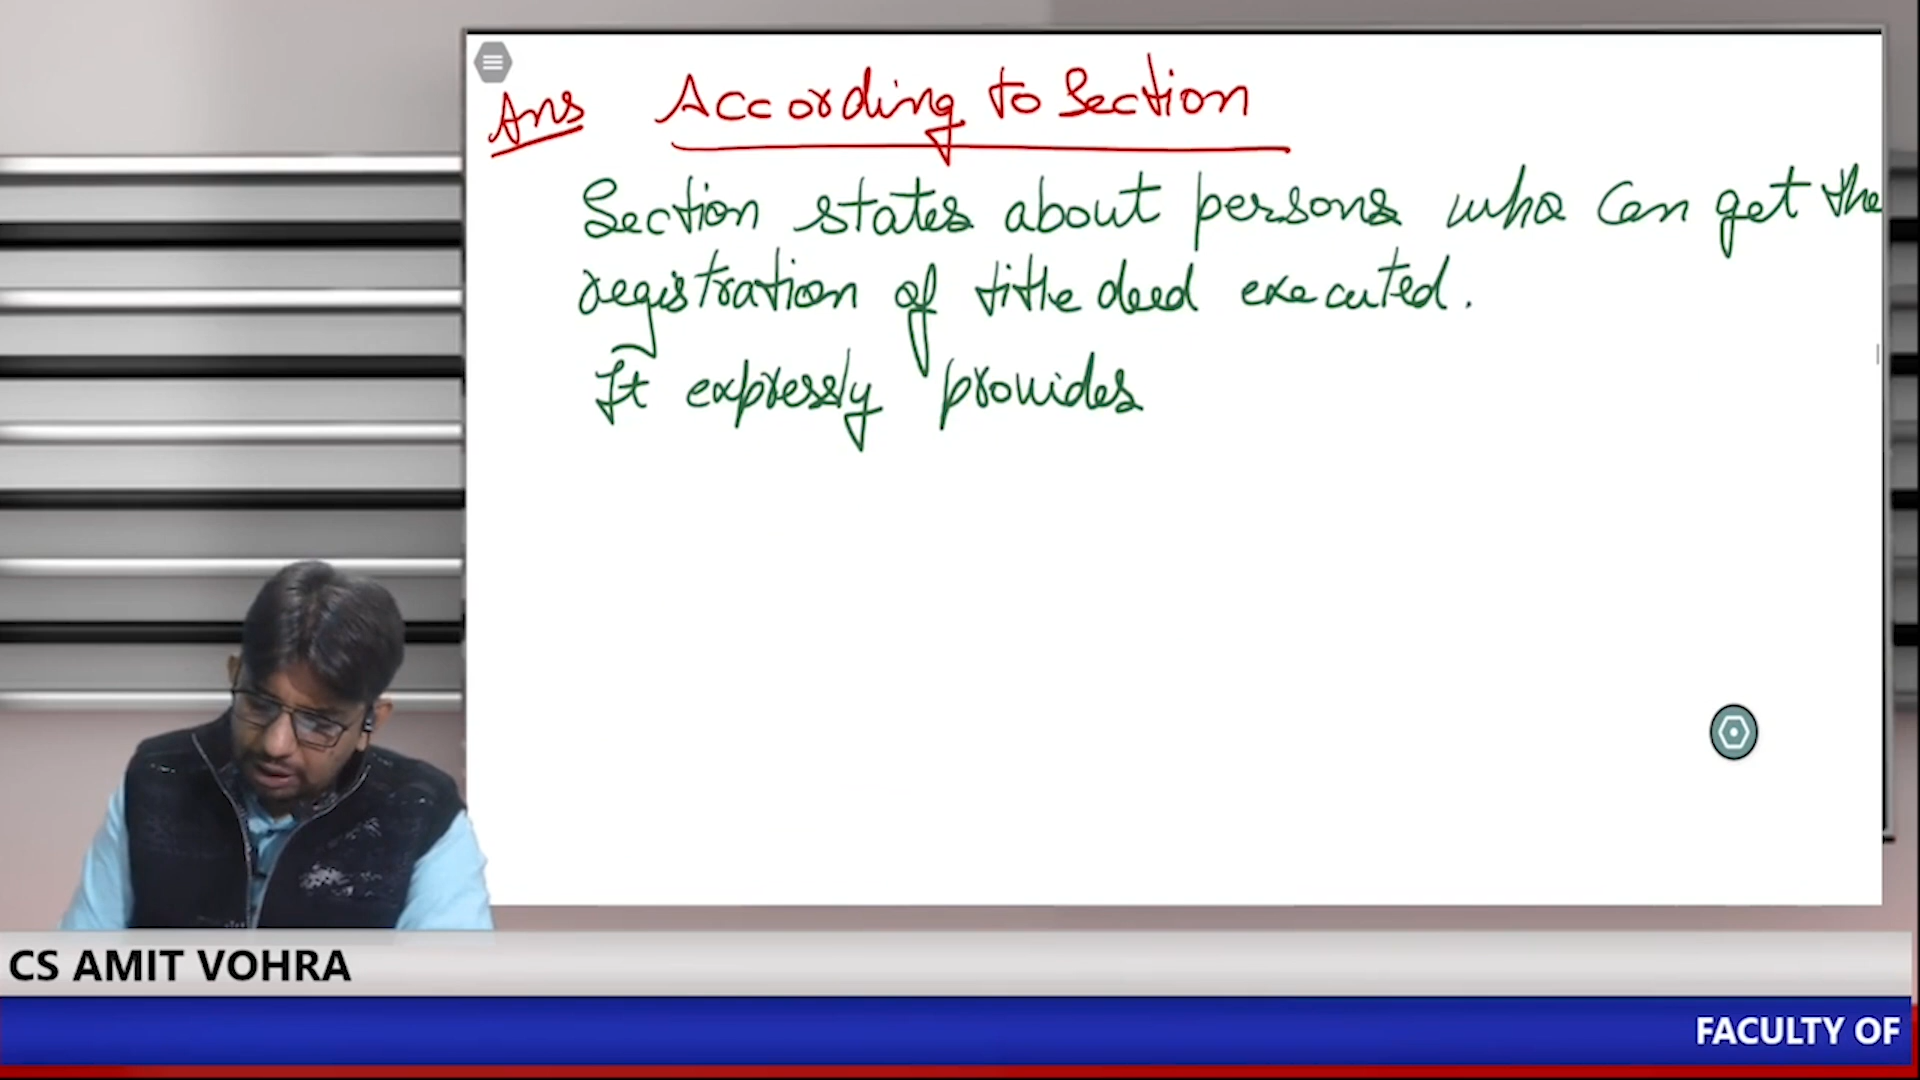 Ans According to Section
Section states about persons who can get the
registration of title deed executed.
It expressly provides
CS AMIT VOHRA
FACULTY OF